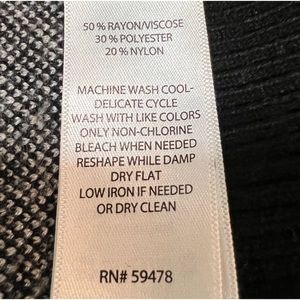 50 % RAYON/VISCOSE
30 % POLYESTER
20 % NYLON
MACHINE WASH COOL-
DELICATE CYCLE
WASH WITH LIKE COLORS
ONLY NON-CHLORINE
BLEACH WHEN NEEDED
RESHAPE WHILE DAMP
DRY FLAT
LOW IRON IF NEEDED
OR DRY CLEAN
RN# 59478